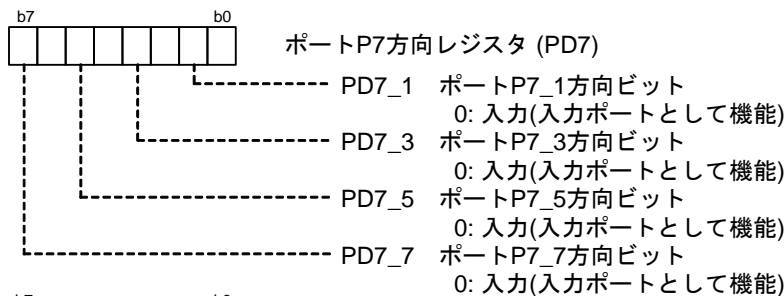 b7 b0
ポートP7方向レジスタ (PD7)
PD7_1 ポートP7_1方向ビット
0: 入力(入力ポートとして機能)
PD7_3 ポートP7_3方向ビット
0: 入力(入力ポートとして機能)
PD7_5 ポートP7_5方向ビット
0: 入力(入力ポートとして機能)
PD7_7 ポートP7_7方向ビット
0: 入力(入力ポートとして機能)